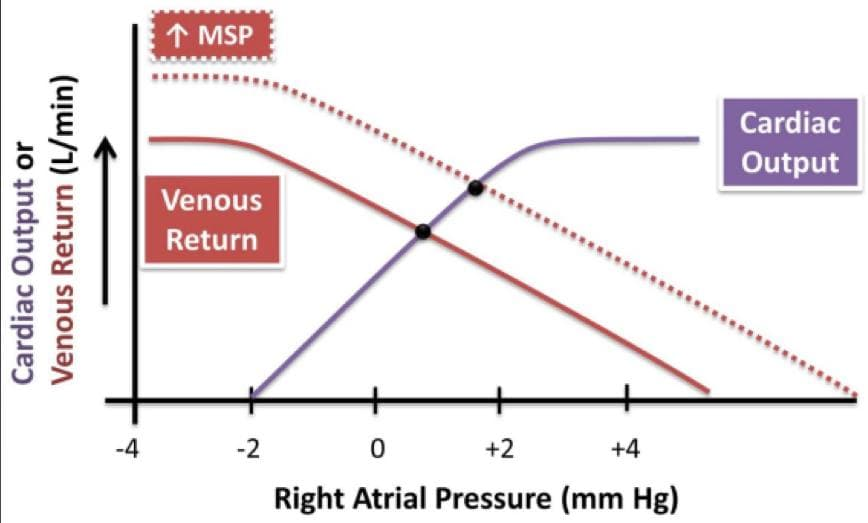 ↑ MSP
Cardiac Output or
Venous Return (L/min)
Venous
Return
Cardiac
Output
-4 -2 0 +2 +4
Right Atrial Pressure (mm Hg)